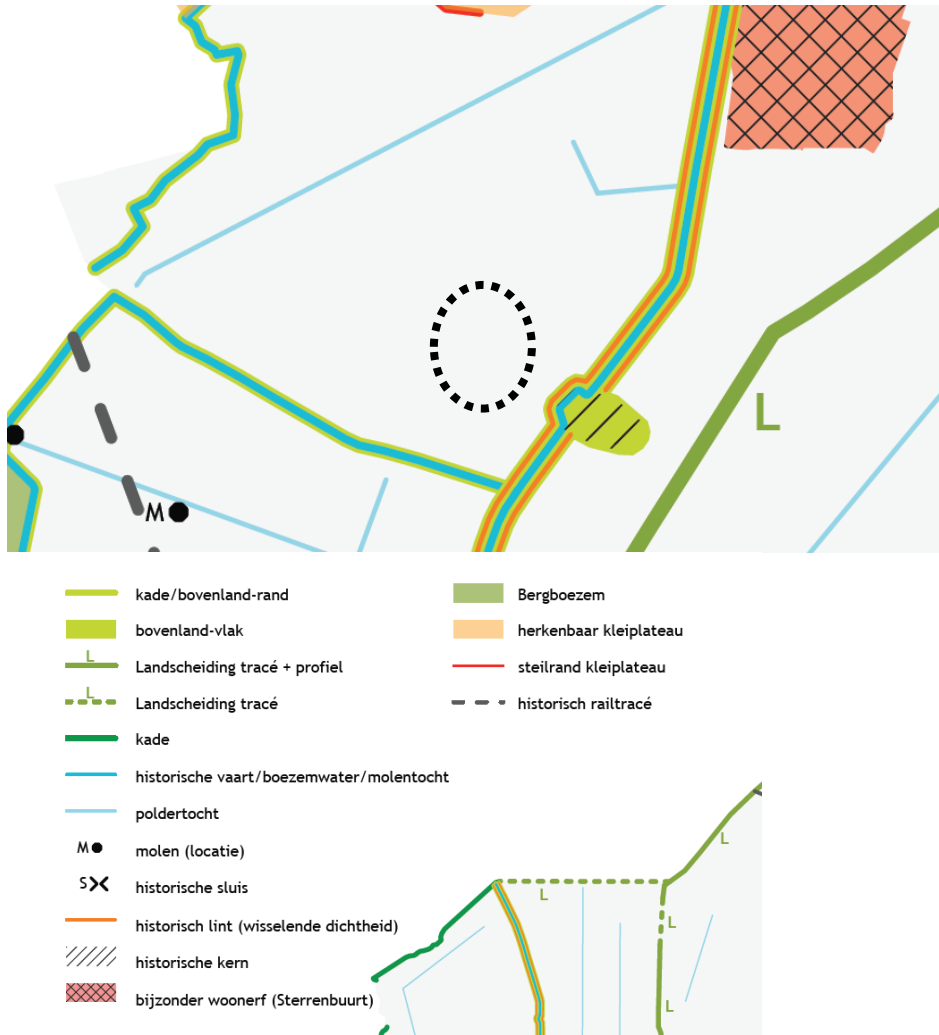 L
M
kade/bovenland-rand
bovenland-vlak
L
Landscheiding tracé + profiel
L
Landscheiding tracé
kade
historische vaart/boezemwater/molentocht
poldertocht
M
molen (locatie)
S
historische sluis
historisch lint (wisselende dichtheid)
historische kern
bijzonder woonerf (Sterrenbuurt)
Bergboezem
herkenbaar kleiplateau
steilrand kleiplateau
historisch railtracé
L
L
L
L